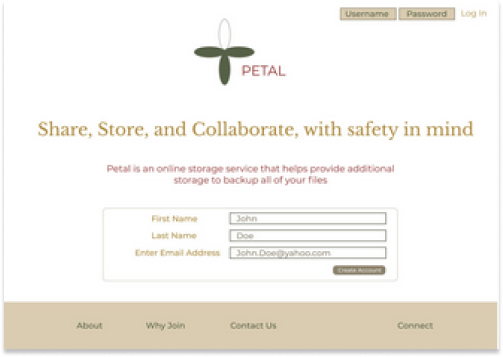 Username Password Log In
PETAL
Share, Store, and Collaborate, with safety in mind
Petal is an online storage service that helps provide additional
storage to backup all of your files
First Name John
Last Name Doe
Enter Email Address John.Doe@yahoo.com
Create Account
About Why Join Contact Us Connect